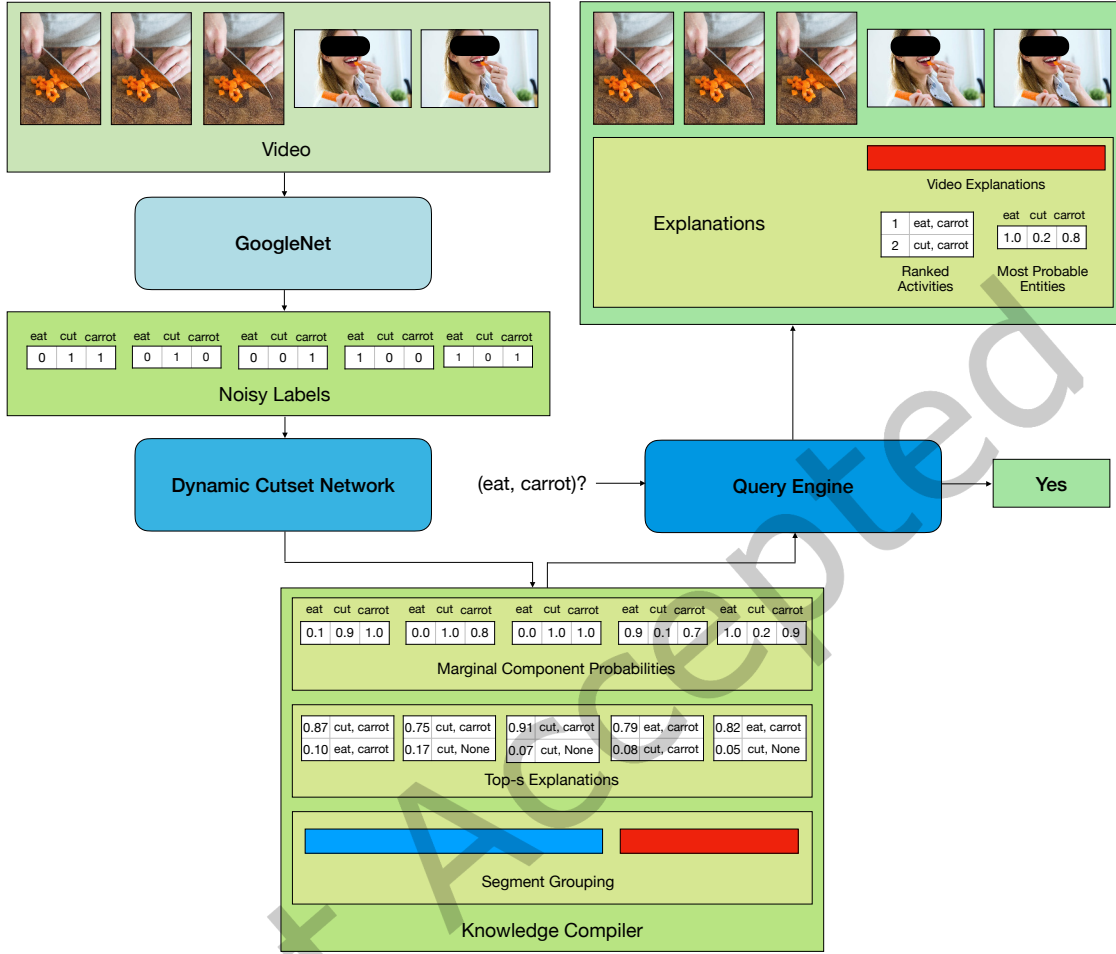 Video
GoogleNet
eat cut carrot eat cut carrot eat cut carrot eat cut carrot eat cut carrot
0 1 1 0 1 0 0 0 1 1 0 0 1 0 1
Noisy Labels
Dynamic Cutset Network
eat cut carrot eat cut carrot eat cut carrot eat cut carrot eat cut carrot
0.1 0.9 1.0 0.0 1.0 0.8 0.0 1.0 1.0 0.9 0.1 0.7 1.0 0.2 0.9
Marginal Component Probabilities
0.87 cut, carrot 0.75 cut, carrot 0.91 cut, carrot 0.79 eat, carrot 0.82 eat, carrot
0.10 eat, carrot 0.17 cut, None 0.07 cut, None 0.08 cut, carrot 0.05 cut, None
Top-s Explanations
Segment Grouping
Knowledge Compiler
(eat, carrot)?
Query Engine
Yes
Explanations
Video Explanations
1 eat, carrot
2 cut, carrot
Ranked
Activities
eat cut carrot
1.0 0.2 0.8
Most Probable
Entities
Accepted